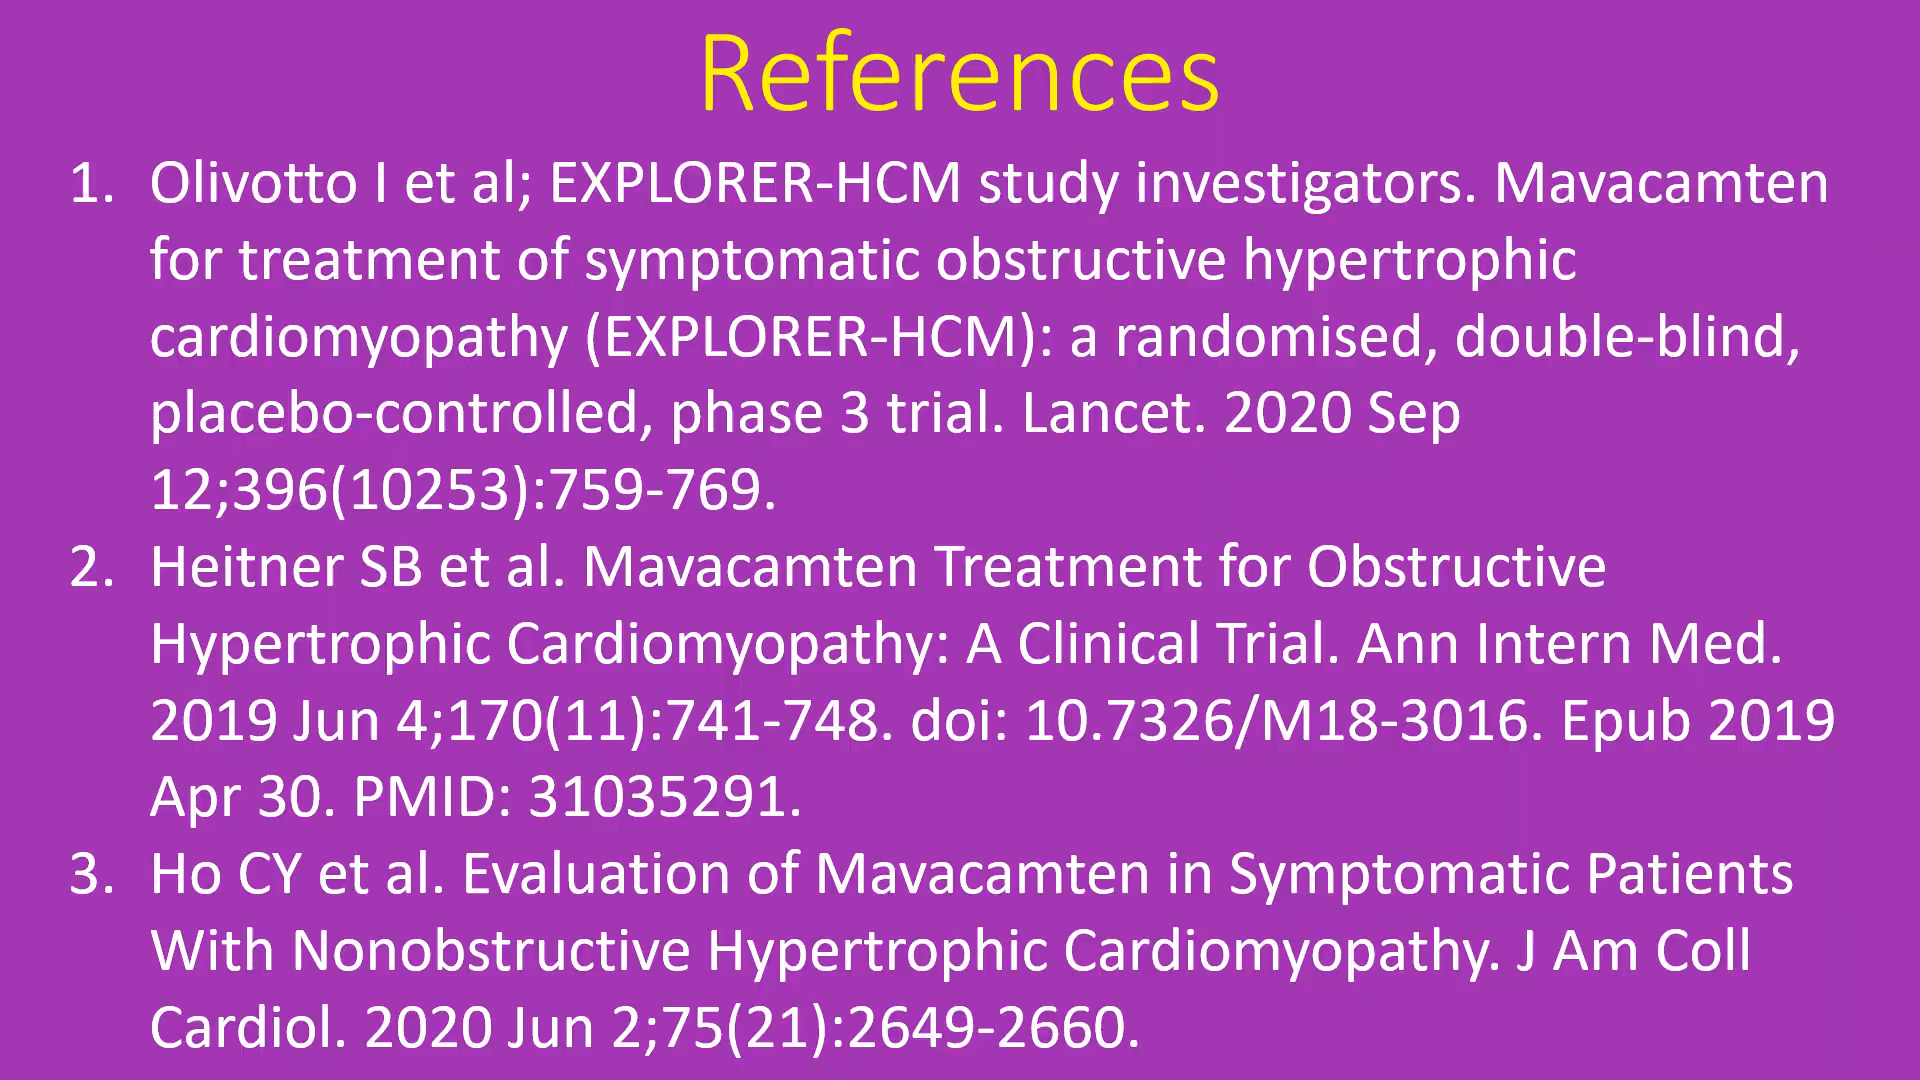 References
1. Olivotto I et al; EXPLORER-HCM study investigators. Mavacamten
for treatment of symptomatic obstructive hypertrophic
cardiomyopathy (EXPLORER-HCM): a randomised, double-blind,
placebo-controlled, phase 3 trial. Lancet. 2020 Sep
12;396(10253):759-769.
2. Heitner SB et al. Mavacamten Treatment for Obstructive
Hypertrophic Cardiomyopathy: A Clinical Trial. Ann Intern Med.
2019 Jun 4;170(11):741-748. doi: 10.7326/M18-3016. Epub 2019
Apr 30. PMID: 31035291.
3. Ho CY et al. Evaluation of Mavacamten in Symptomatic Patients
With Nonobstructive Hypertrophic Cardiomyopathy. J Am Coll
Cardiol. 2020 Jun 2;75(21):2649-2660.